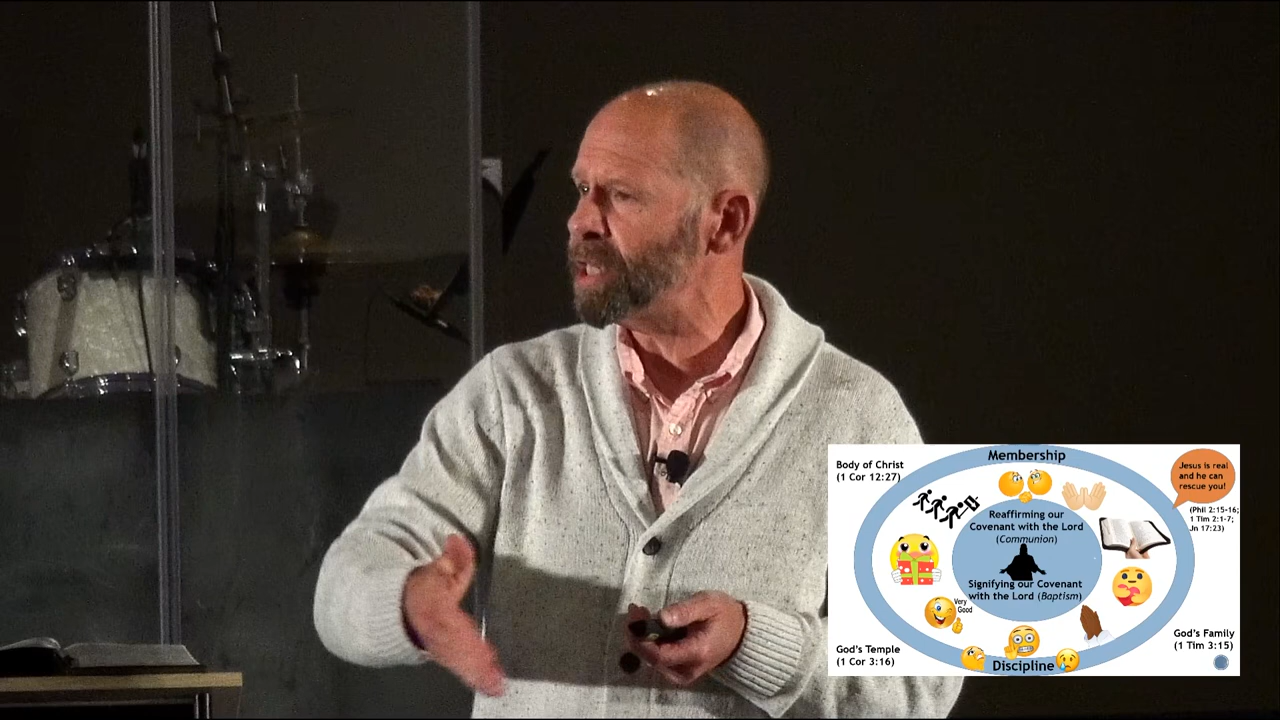 Membership
Body of Christ
(1 Cor 12:27)
Jesus is real
and he can
rescue you!
(Phil 2:15-16;
1 Tim 2:1-7;
Jn 17:23)
Reaffirming our
Covenant with the Lord
(Communion)
Signifying our Covenant
with the Lord (Baptism)
Very
Good
God's Temple
(1 Cor 3:16)
God's Family
(1 Tim 3:15)
Discipline